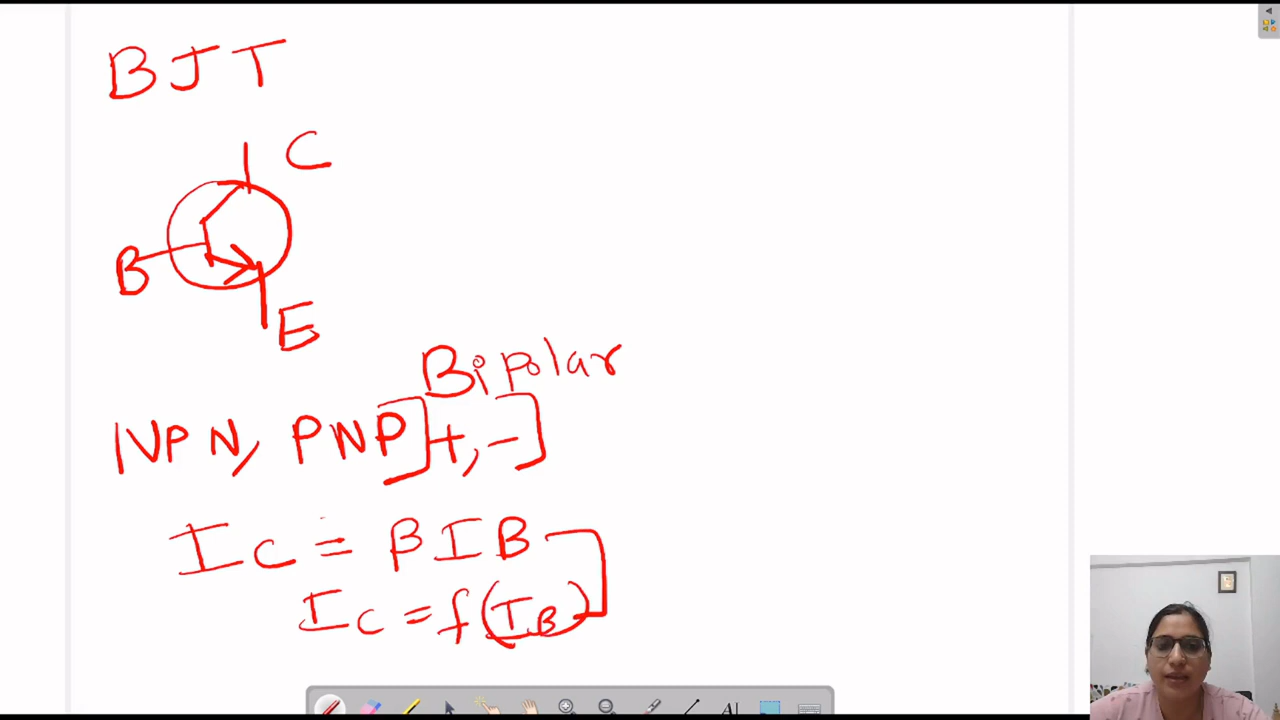 BJT
C
B
E
Bipolar
NPN, PNP] +, -]
IC = βIB
IC = f(IB)